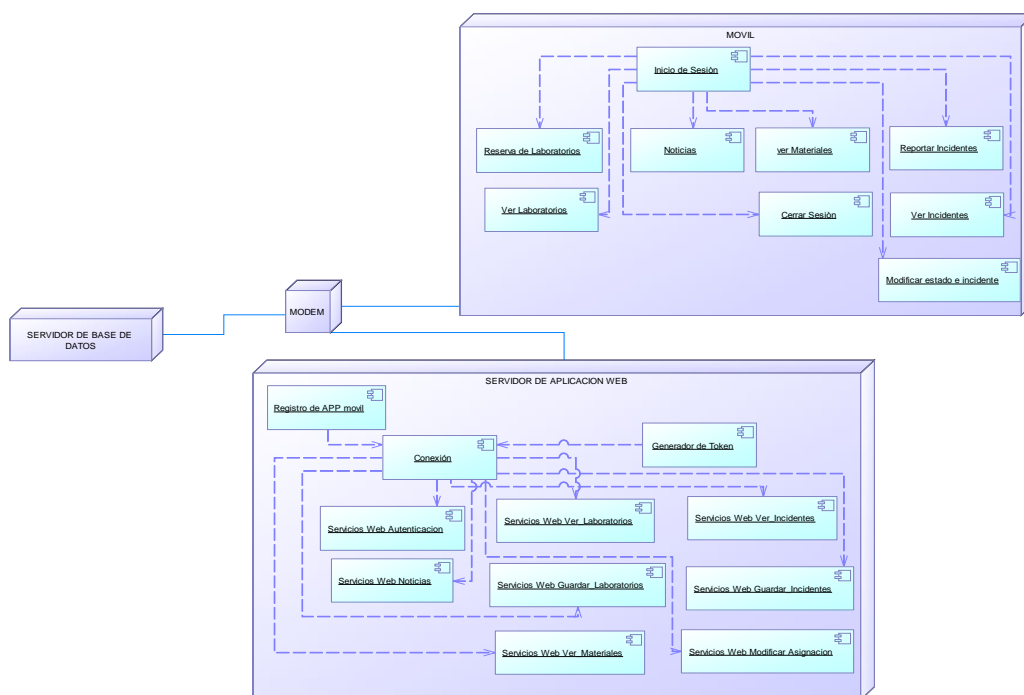 MOVIL
Inicio de Sesión
Reserva de Laboratorios
Noticias
ver Materiales
Reportar Incidentes
Ver Laboratorios
Cerrar Sesión
Ver Incidentes
Modificar estado e incidente
MODEM
SERVIDOR DE BASE DE
DATOS
SERVIDOR DE APLICACION WEB
Registro de APP movil
Generador de Token
Conexión
Servicios Web Ver_Laboratorios
Servicios Web Ver_Incidentes
Servicios Web Autenticacion
Servicios Web Noticias
Servicios Web Guardar_Laboratorios
Servicios Web Guardar_Incidentes
Servicios Web Ver_Materiales
Servicios Web Modificar Asignacion